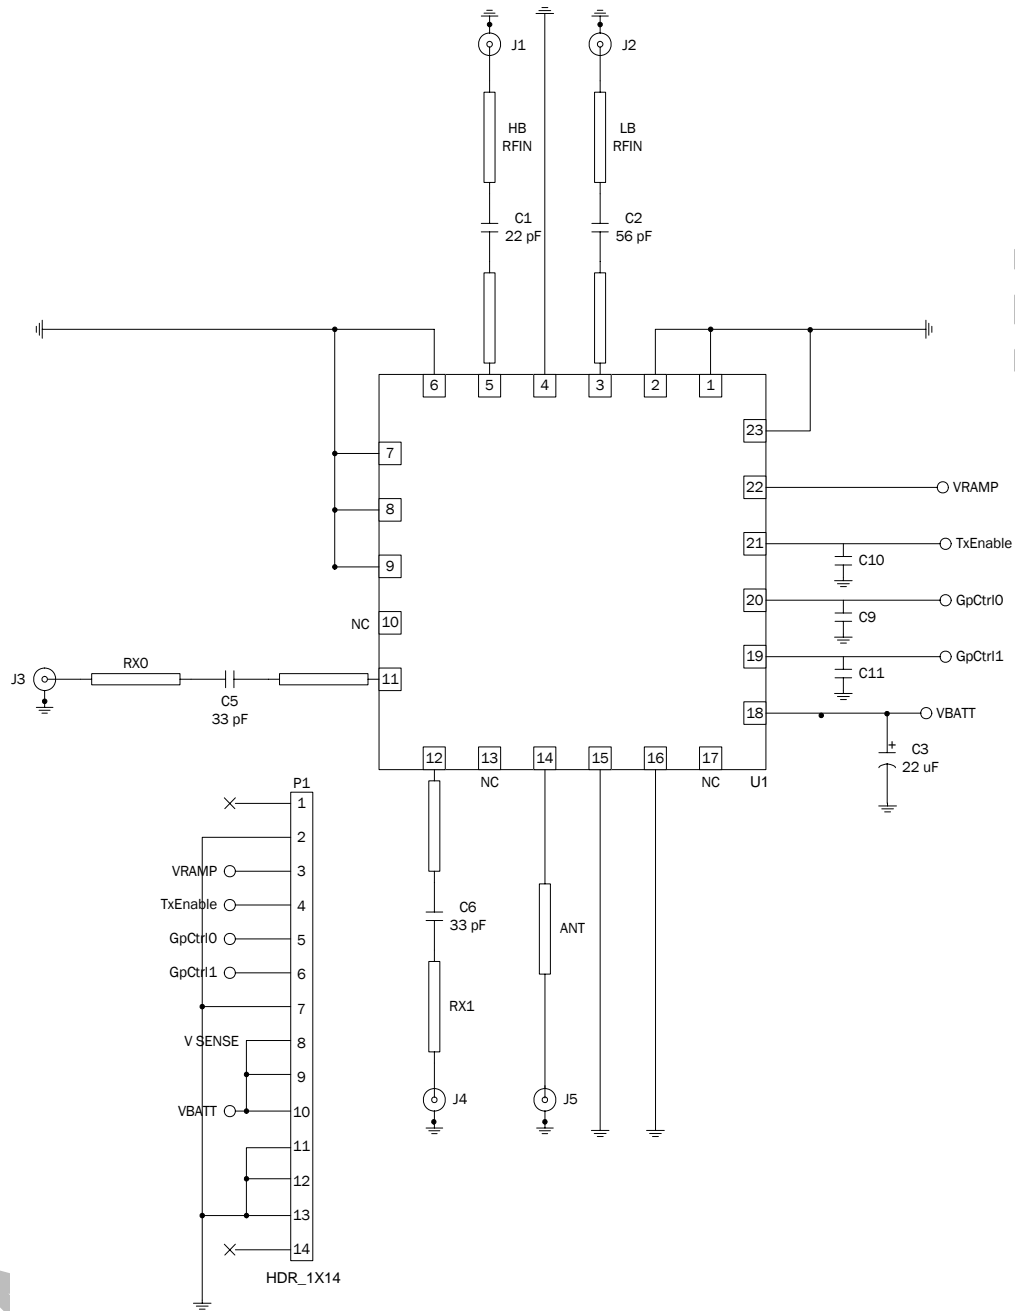 J1
J2
HB
RFIN
LB
RFIN
C1
22 pF
C2
56 pF
6
5
4
3
2
1
23
7
22
VRAMP
8
21
TxEnable
C10
9
20
GpCtrl0
C9
NC
10
19
GpCtrl1
C11
J3
RX0
C5
33 pF
11
18
VBATT
C3
+
22 uF
12
13
14
15
16
17
NC
NC
U1
P1
1
2
VRAMP
3
TxEnable
4
GpCtrl0
5
GpCtrl1
6
7
V SENSE
8
9
VBATT
10
11
12
13
14
HDR_1X14
C6
33 pF
ANT
RX1
J4
J5